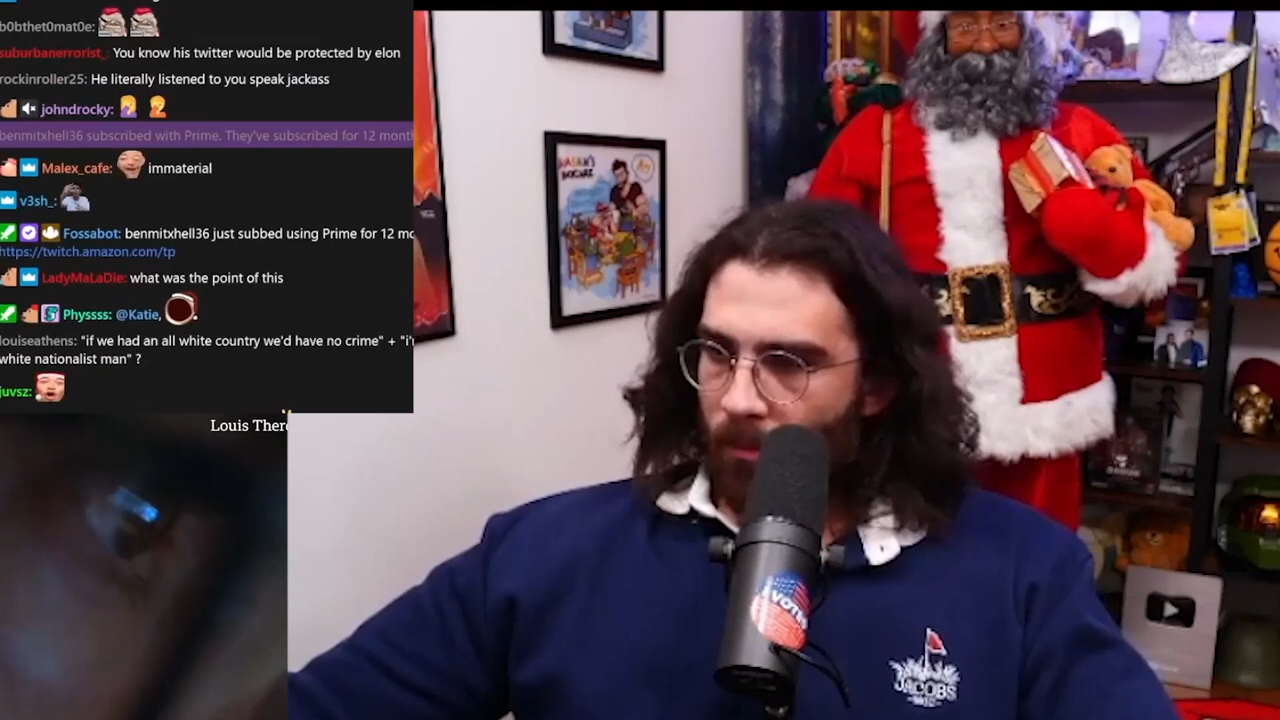 b0bthet0mat0e:
suburbanerrorist_: You know his twitter would be protected by elon
rockinroller25: He literally listened to you speak jackass
johndrocky:
benmitxhell36 subscribed with Prime. They've subscribed for 12 mont
Malex_cafe: immaterial
v3sh_:
Fossabot: benmitxhell36 just subbed using Prime for 12 mo
https://twitch.amazon.com/tp
LadyMaLaDie: what was the point of this
Physsss: @Katie,
louiseathens: "if we had an all white country we'd have no crime" + "i'
white nationalist man" ?
juvsz:
Louis Ther
HASAN'S
VOTE
JACOBS